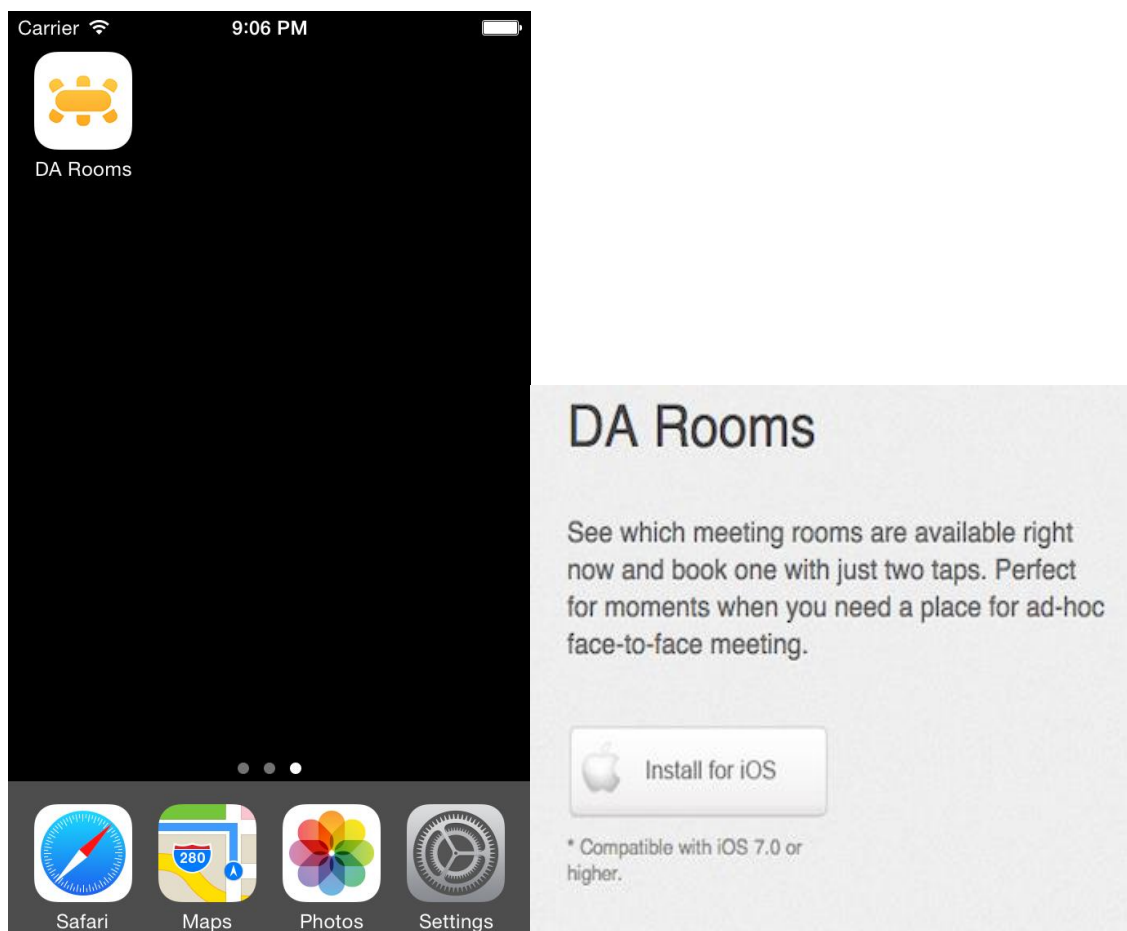 Carrier 9:06 PM
DA Rooms
280
Safari Maps Photos Settings
DA Rooms
See which meeting rooms are available right
now and book one with just two taps. Perfect
for moments when you need a place for ad-hoc
face-to-face meeting.
Install for iOS
* Compatible with iOS 7.0 or
higher.